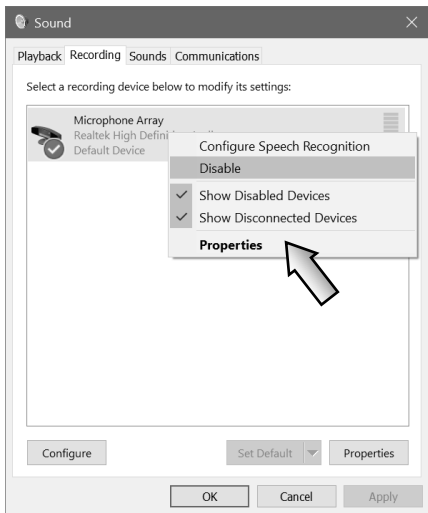 Sound
Playback Recording Sounds Communications
Select a recording device below to modify its settings:
Microphone Array
Realtek High Defini
Default Device
Configure Speech Recognition
Disable
Show Disabled Devices
Show Disconnected Devices
Properties
Configure Set Default Properties
OK Cancel Apply